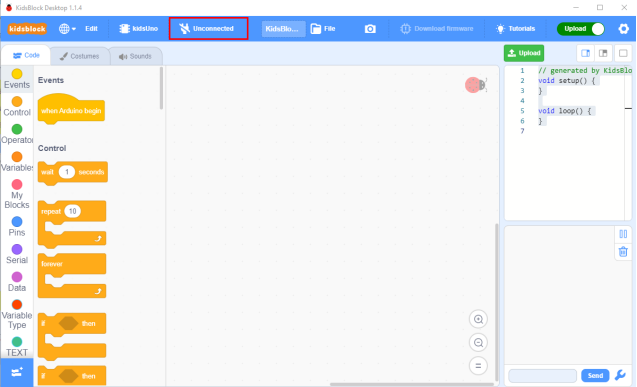 KidsBlock Desktop 1.1.4
kidsblock
Edit
kidsUno
Unconnected
KidsBlo...
File
Download firmware
Tutorials
Upload
Code
Costumes
Sounds
Upload
Events
Control
Operator
Variables
My
Blocks
Pins
Serial
Data
Variable
Type
TEXT
Events
when Arduino begin
Control
wait 1 seconds
repeat 10
forever
if then
if then
1 // generated by KidsBlo
2 void setup() {
3 }
4
5 void loop() {
6 }
7
Send